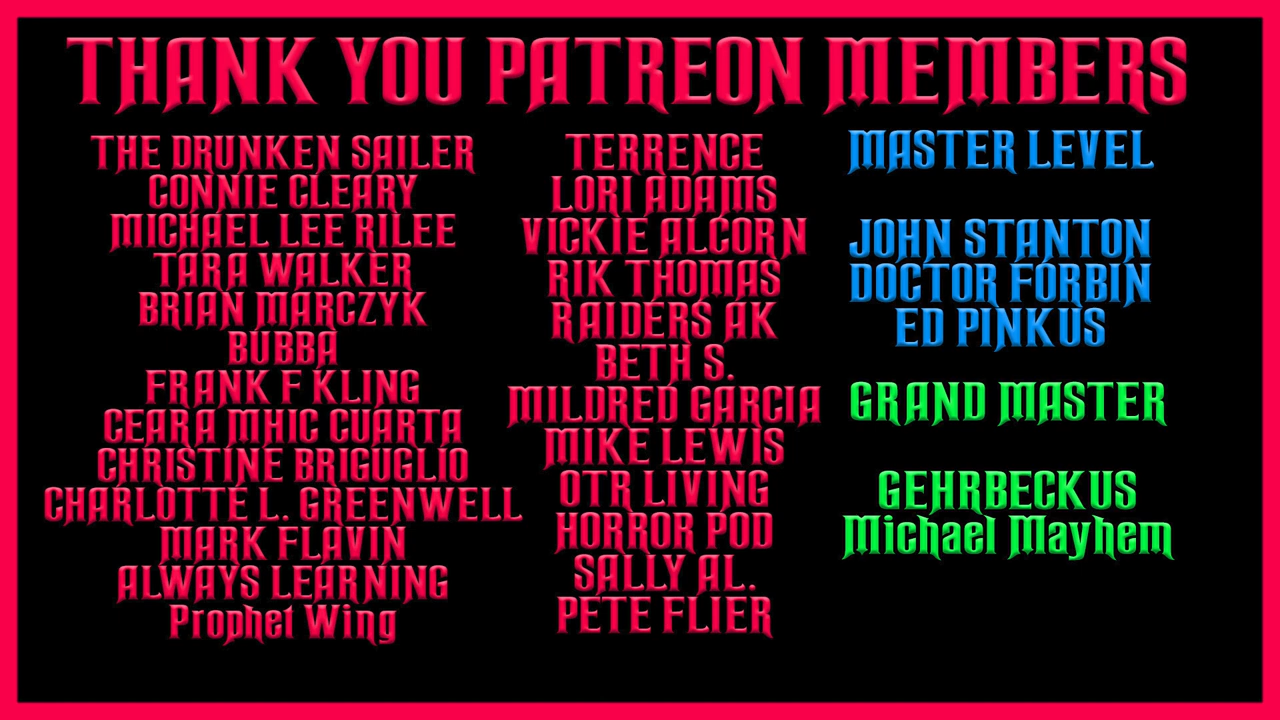 THANK YOU PATREON MEMBERS
THE DRUNKEN SAILER
CONNIE CLEARY
MICHAEL LEE RILEE
TARA WALKER
BRIAN MARCZYK
BUBBA
FRANK F KLING
CEARA MHIC CUARTA
CHRISTINE BRIGUGLIO
CHARLOTTE L. GREENWELL
MARK FLAVIN
ALWAYS LEARNING
Prophet Wing
TERRENCE
LORI ADAMS
VICKIE ALCORN
RIK THOMAS
RAIDERS AK
BETH S.
MILDRED GARCIA
MIKE LEWIS
OTR LIVING
HORROR POD
SALLY AL.
PETE FLIER
MASTER LEVEL
JOHN STANTON
DOCTOR FORBIN
ED PINKUS
GRAND MASTER
GEHRBECKUS
Michael Mayhem